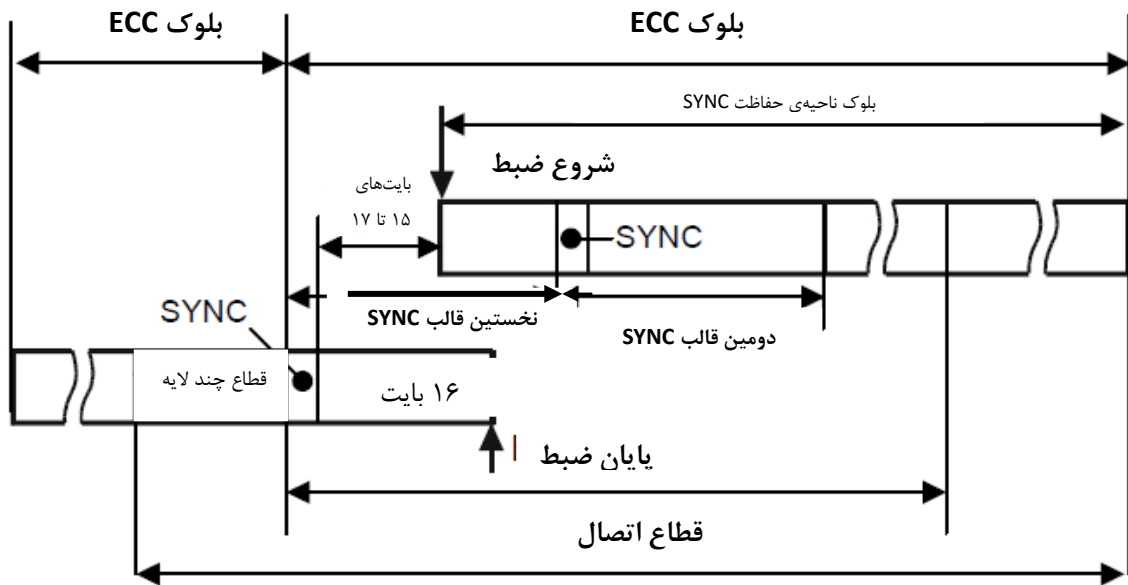 بلوک ECC
بلوک ECC
بلوک ناحیه‌ی حفاظت SYNC
شروع ضبط
بایت‌های
۱۵ تا ۱۷
SYNC
SYNC
نخستین قالب SYNC
دومین قالب SYNC
قطاع چند لایه
۱۶ بایت
پایان ضبط
قطاع اتصال